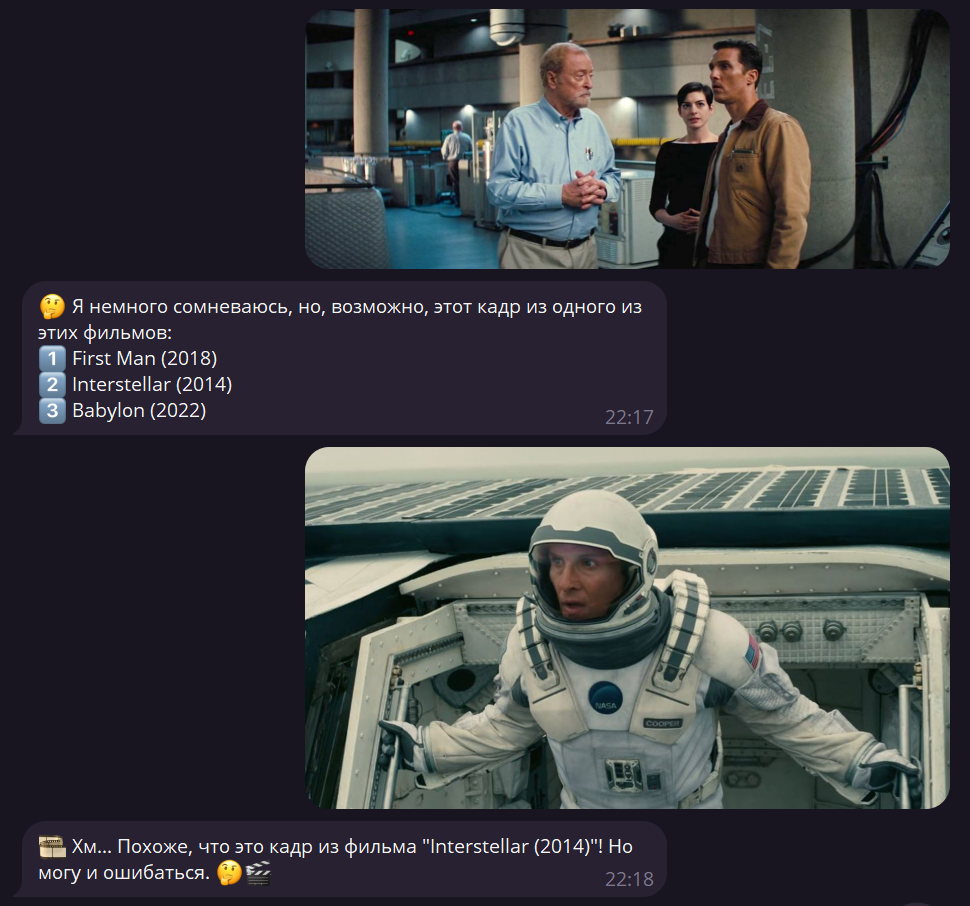 EL-7
🤔 Я немного сомневаюсь, но, возможно, этот кадр из одного из
этих фильмов:
1️⃣ First Man (2018)
2️⃣ Interstellar (2014)
3️⃣ Babylon (2022)
22:17
NASA
COOPER
Хм... Похоже, что это кадр из фильма "Interstellar (2014)"! Но
могу и ошибаться. 🤔🎬
22:18